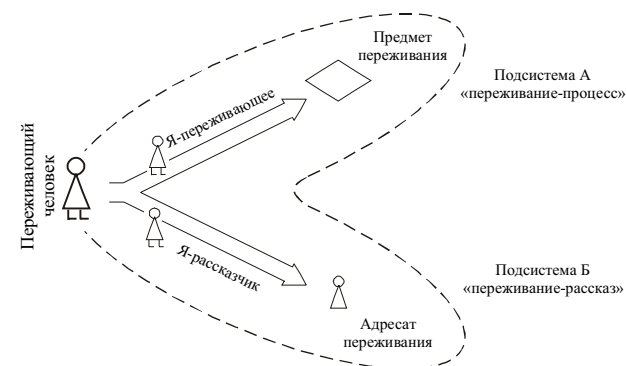 Предмет
переживания
Подсистема А
«переживание-процесс»
Я-переживающее
Переживающий
человек
Я-рассказчик
Подсистема Б
«переживание-рассказ»
Адресат
переживания